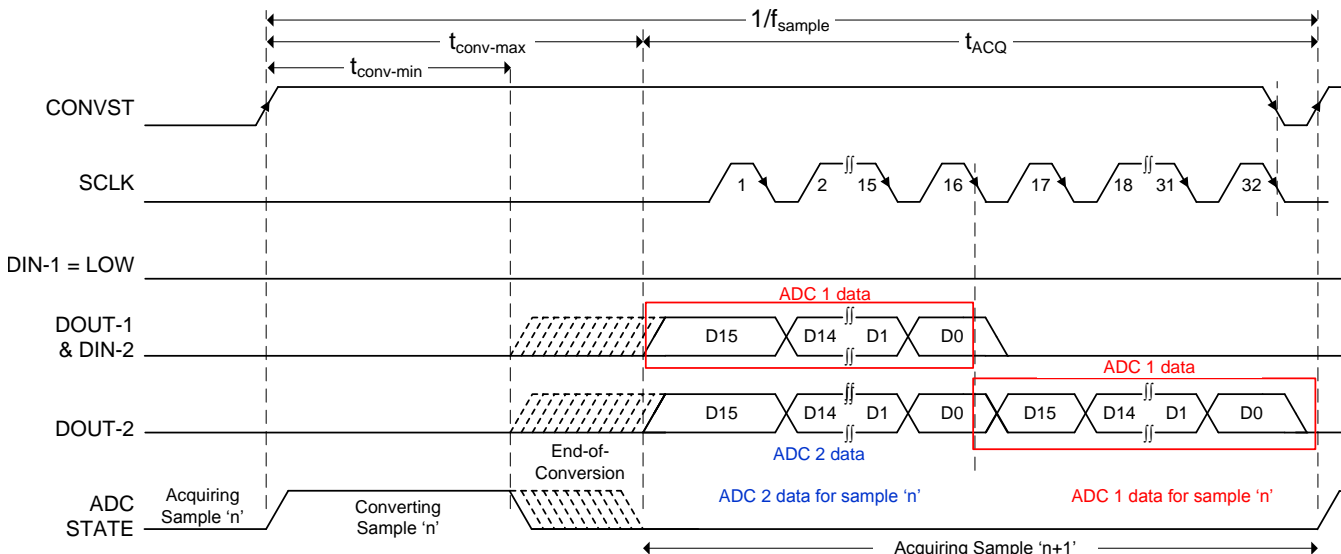 1/fsample
tconv-max
tACQ
tconv-min
CONVST
SCLK
1 2 15 16 17 18 31 32
DIN-1 = LOW
ADC 1 data
DOUT-1
& DIN-2
D15 D14 D1 D0
ADC 1 data
DOUT-2
D15 D14 D1 D0 D15 D14 D1 D0
End-of-
Conversion
ADC 2 data
ADC
STATE
Acquiring
Sample ‘n’
Converting
Sample ‘n’
ADC 2 data for sample ‘n’
ADC 1 data for sample ‘n’
Acquiring Sample ‘n+1’